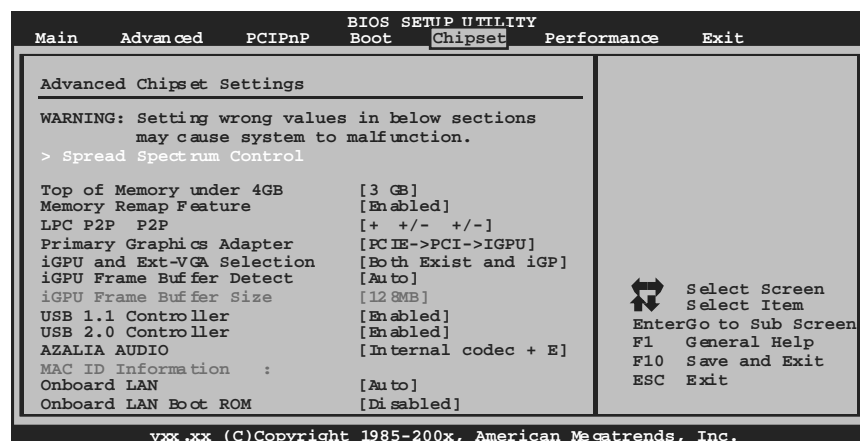 BIOS SETUP UTILITY
Main Advanced PCIPnP Boot Chipset Performance Exit
Advanced Chipset Settings
WARNING: Setting wrong values in below sections
may cause system to malfunction.
> Spread Spectrum Control
Top of Memory under 4GB [3 GB]
Memory Remap Feature [Enabled]
LPC P2P P2P [+ +/- +/-]
Primary Graphics Adapter [PCIE->PCI->IGPU]
iGPU and Ext-VGA Selection [Both Exist and iGP]
iGPU Frame Buffer Detect [Auto]
iGPU Frame Buffer Size [128MB]
USB 1.1 Controller [Enabled]
USB 2.0 Controller [Enabled]
AZALIA AUDIO [Internal codec + E]
MAC ID Information :
Onboard LAN [Auto]
Onboard LAN Boot ROM [Disabled]
Select Screen
Select Item
EnterGo to Sub Screen
F1 General Help
F10 Save and Exit
ESC Exit
vxx.xx (C)Copyright 1985-200x, American Megatrends, Inc.